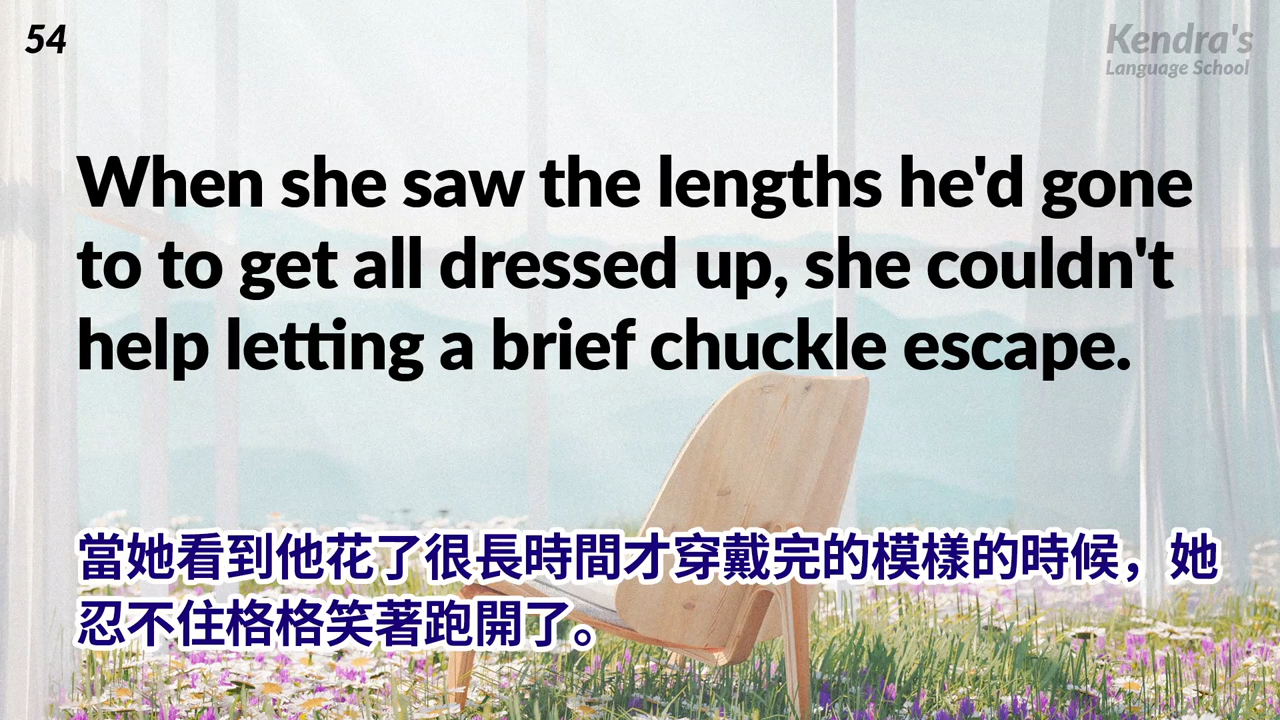 54
Kendra's
Language School
When she saw the lengths he'd gone
to to get all dressed up, she couldn't
help letting a brief chuckle escape.
當她看到他花了很長時間才穿戴完的模樣的時候，她
忍不住格格笑著跑開了。